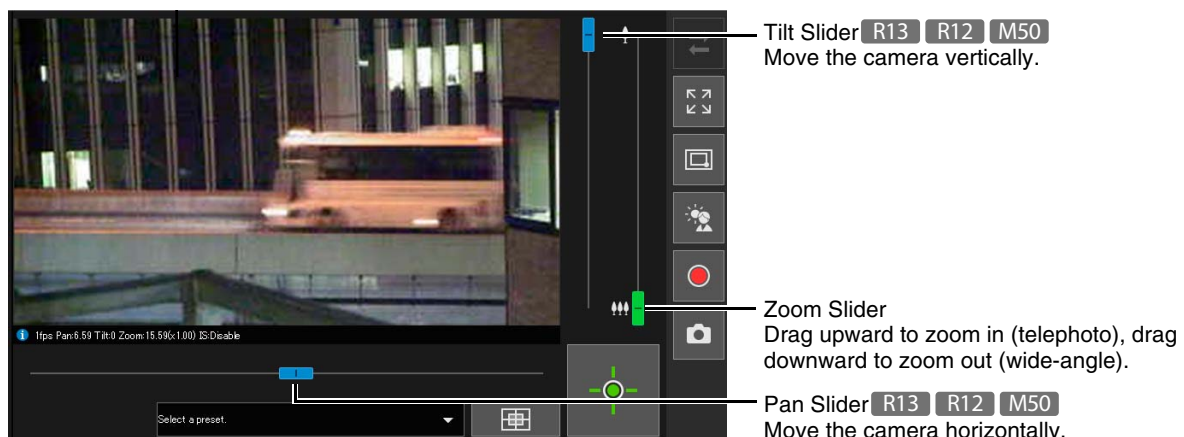 Tilt Slider R13 R12 M50
Move the camera vertically.
Zoom Slider
Drag upward to zoom in (telephoto), drag
downward to zoom out (wide-angle).
1fps Pan:6.59 Tilt:0 Zoom:15.59(x1.00) IS:Disable
Select a preset.
Pan Slider R13 R12 M50
Move the camera horizontally.